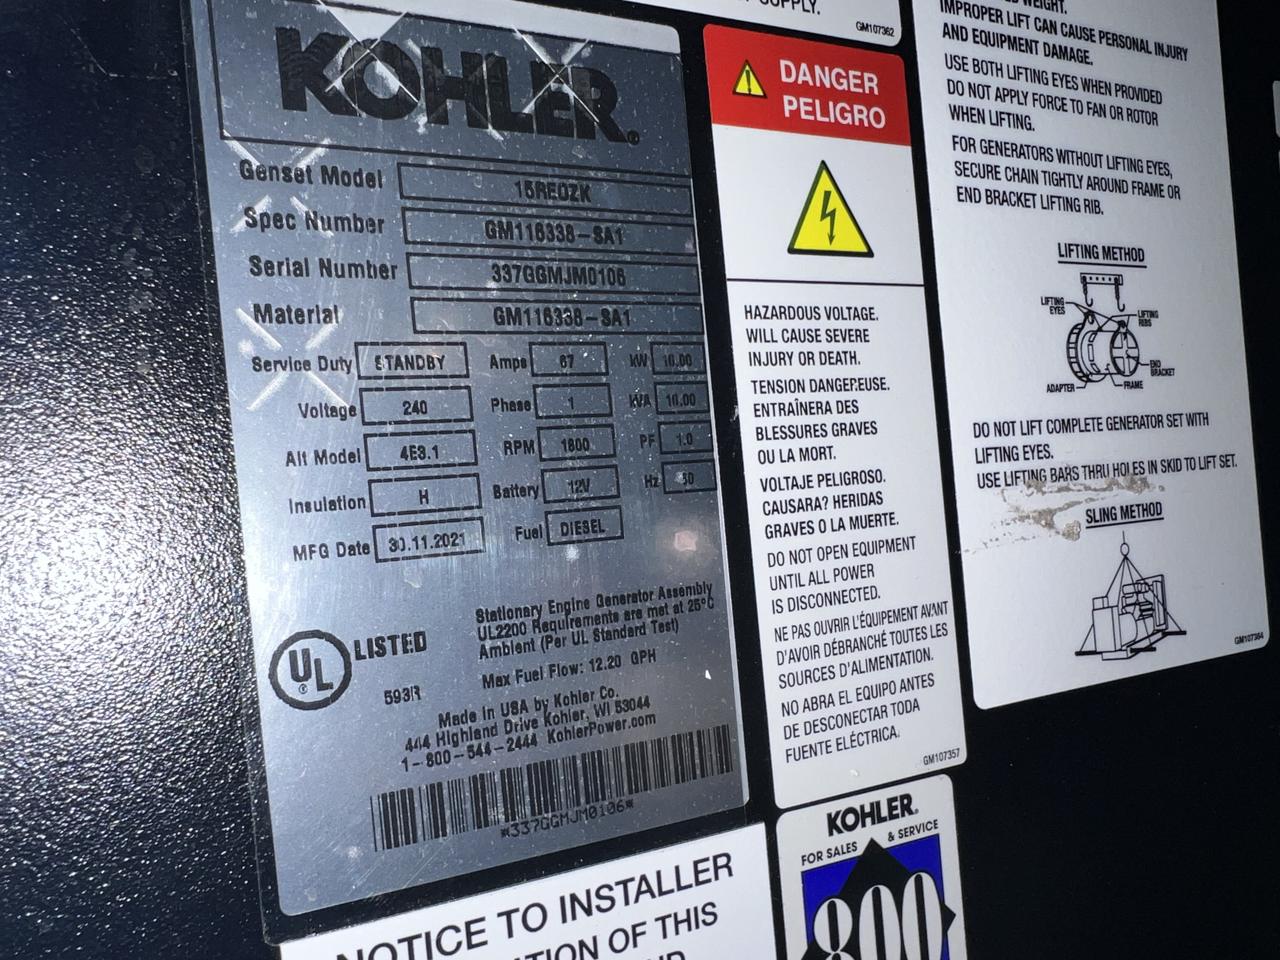 KOHLER®
Genset Model 15REOZK
Spec Number GM116338-SA1
Serial Number 337GGMJM0106
Material GM116338-SA1
Service Duty STANDBY Amps 67 kW 10.00
Voltage 240 Phase 1 kVA 10.00
Alt Model 4E3.1 RPM 1800 PF 1.0
Insulation H Battery 12V Hz
MFG Date 30.11.2021 Fuel DIESEL
Stationary Engine Generator Assembly
UL2200 Requirements are met at 25°C
Ambient (Per UL Standard Test)
UL® LISTED
593R
Max Fuel Flow: 12.20 GPH
Made in USA by Kohler Co.
444 Highland Drive Kohler, WI 53044
1-800-544-2444 KohlerPower.com
*337GGMJM0106*
NOTICE TO INSTALLER
OF THIS
SUPPLY.
GM107362
DANGER
PELIGRO
HAZARDOUS VOLTAGE.
WILL CAUSE SEVERE
INJURY OR DEATH.
TENSION DANGEREUSE.
ENTRAÎNERA DES
BLESSURES GRAVES
OU LA MORT.
VOLTAJE PELIGROSO.
CAUSARA? HERIDAS
GRAVES O LA MUERTE.
DO NOT OPEN EQUIPMENT
UNTIL ALL POWER
IS DISCONNECTED.
NE PAS OUVRIR L'ÉQUIPEMENT AVANT
D'AVOIR DÉBRANCHÉ TOUTES LES
SOURCES D'ALIMENTATION.
NO ABRA EL EQUIPO ANTES
DE DESCONECTAR TODA
FUENTE ELÉCTRICA.
GM107357
KOHLER®
FOR SALES & SERVICE
800
WEIGHT.
IMPROPER LIFT CAN CAUSE PERSONAL INJURY
AND EQUIPMENT DAMAGE.
USE BOTH LIFTING EYES WHEN PROVIDED
DO NOT APPLY FORCE TO FAN OR ROTOR
WHEN LIFTING.
FOR GENERATORS WITHOUT LIFTING EYES,
SECURE CHAIN TIGHTLY AROUND FRAME OR
END BRACKET LIFTING RIB.
LIFTING METHOD
LIFTING
EYES
LIFTING
RIBS
END
BRACKET
ADAPTER
FRAME
DO NOT LIFT COMPLETE GENERATOR SET WITH
LIFTING EYES.
USE LIFTING BARS THRU HOLES IN SKID TO LIFT SET.
SLING METHOD
GM107364